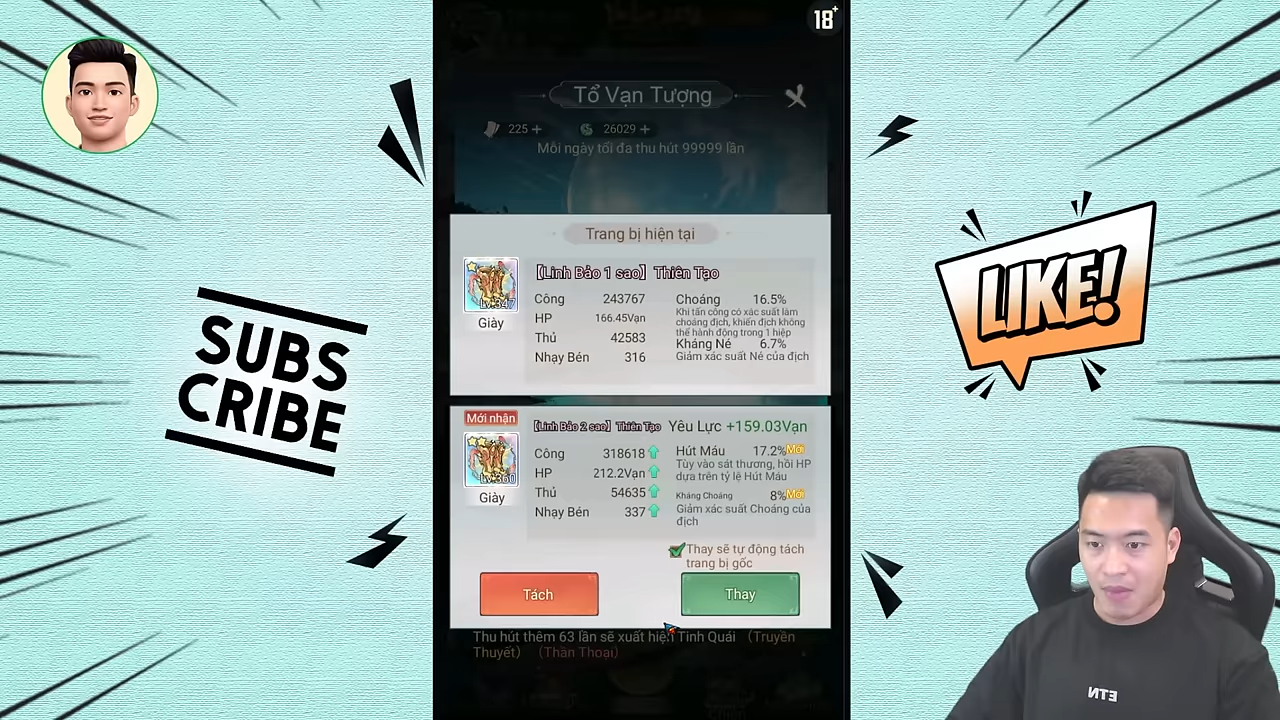 18+
Tổ Vạn Tượng
225 +
26029 +
Mỗi ngày tối đa thu hút 99999 lần
Trang bị hiện tại
【Linh Bảo 1 sao】Thiên Tạo
Lv.347
Giày
Công 243767
HP 166.45Vạn
Thủ 42583
Nhạy Bén 316
Choáng 16.5%
Khi tấn công có xác suất làm
choáng địch, khiến địch không
thể hành động trong 1 hiệp
Kháng Né 6.7%
Giảm xác suất Né của địch
Mới nhận
【Linh Bảo 2 sao】Thiên Tạo
Yêu Lực +159.03Vạn
Lv.360
Giày
Công 318618
HP 212.2Vạn
Thủ 54635
Nhạy Bén 337
Hút Máu 17.2% Mới
Tùy vào sát thương, hồi HP
dựa trên tỷ lệ Hút Máu
Kháng Choáng 8% Mới
Giảm xác suất Choáng của
địch
Thay sẽ tự động tách
trang bị gốc
Tách
Thay
Thu hút thêm 63 lần sẽ xuất hiện Tinh Quái （Truyền
Thuyết）（Thần Thoại）
SUBS
CRIBE
LIKE!
ETN